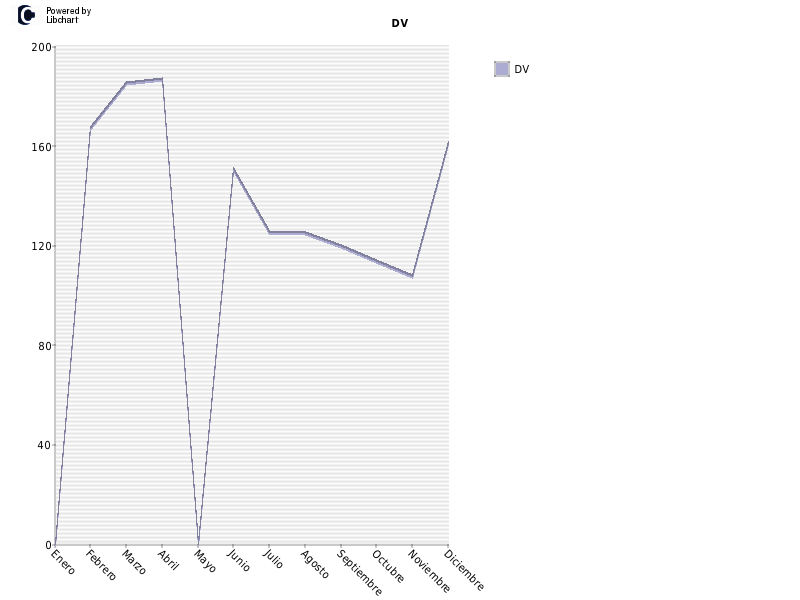 Powered by
Libchart
DV
200
160
120
80
40
0
DV
Enero
Febrero
Marzo
Abril
Mayo
Junio
Julio
Agosto
Septiembre
Octubre
Noviembre
Diciembre